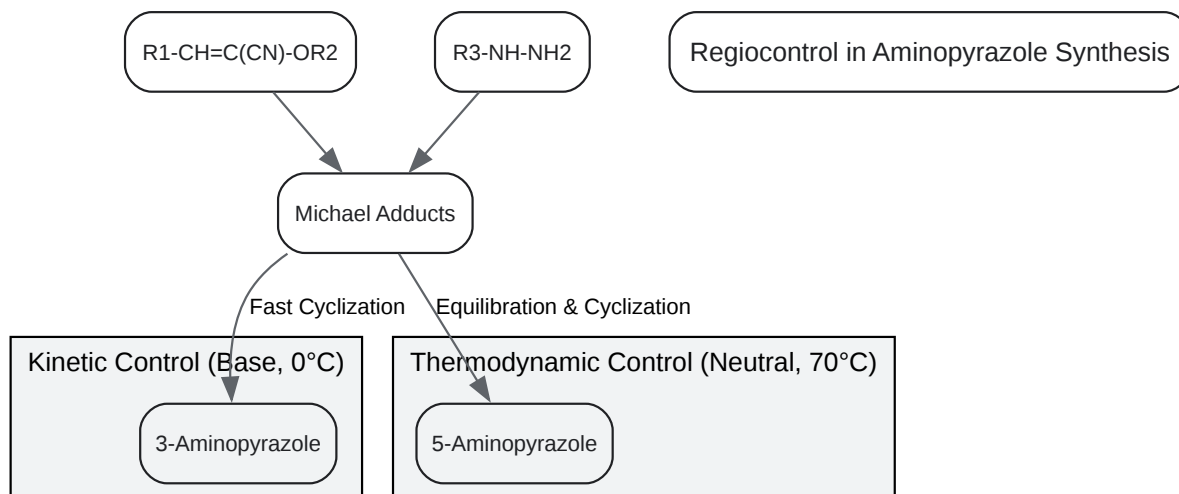 R1-CH=C(CN)-OR2
R3-NH-NH2
Regiocontrol in Aminopyrazole Synthesis
Michael Adducts
Fast Cyclization
Equilibration & Cyclization
Kinetic Control (Base, 0°C)
Thermodynamic Control (Neutral, 70°C)
3-Aminopyrazole
5-Aminopyrazole